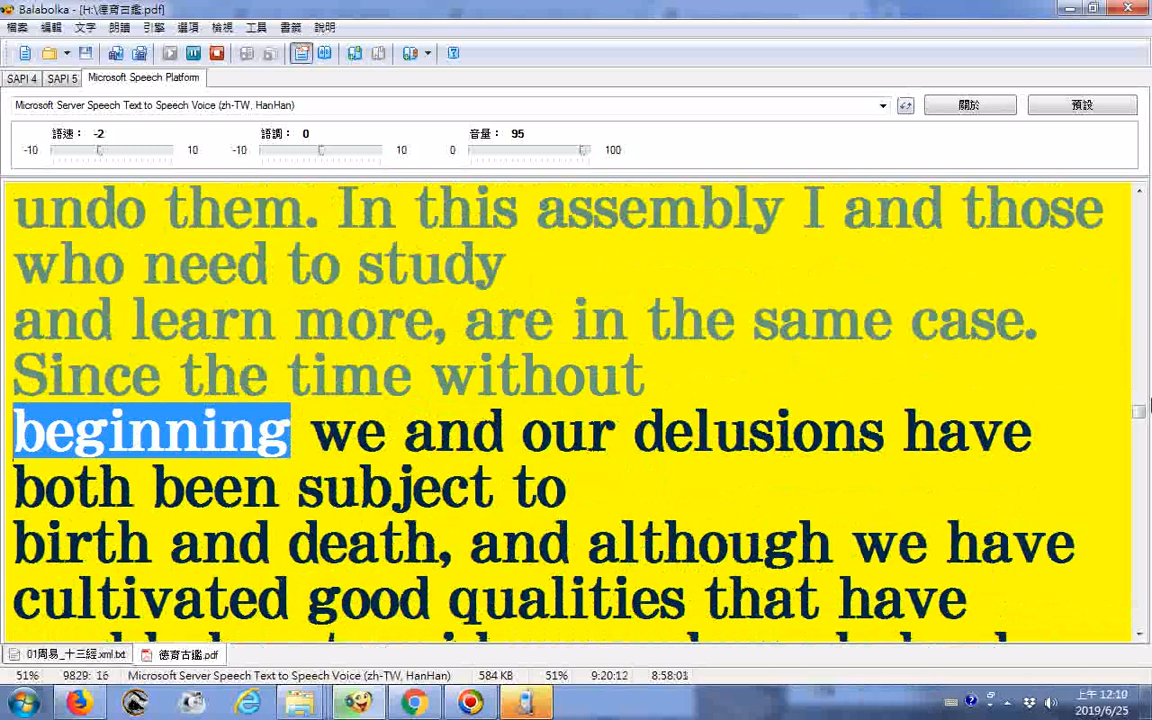 Balabolka - [H:\德育古鑑.pdf]
檔案 編輯 文字 朗讀 引擎 選項 檢視 工具 書籤 說明
SAPI 4 SAPI 5 Microsoft Speech Platform
Microsoft Server Speech Text to Speech Voice (zh-TW, HanHan) 關於 預設
語速： -2 語調： 0 音量： 95
-10 10 -10 10 0 100
undo them. In this assembly I and those
who need to study
and learn more, are in the same case.
Since the time without
beginning we and our delusions have
both been subject to
birth and death, and although we have
cultivated good qualities that have
01周易_十三經.xml.txt 德育古鑑.pdf
51% 9829: 16 Microsoft Server Speech Text to Speech Voice (zh-TW, HanHan) 584 KB 51% 9:20:12 8:58:01
上午 12:10
2019/6/25